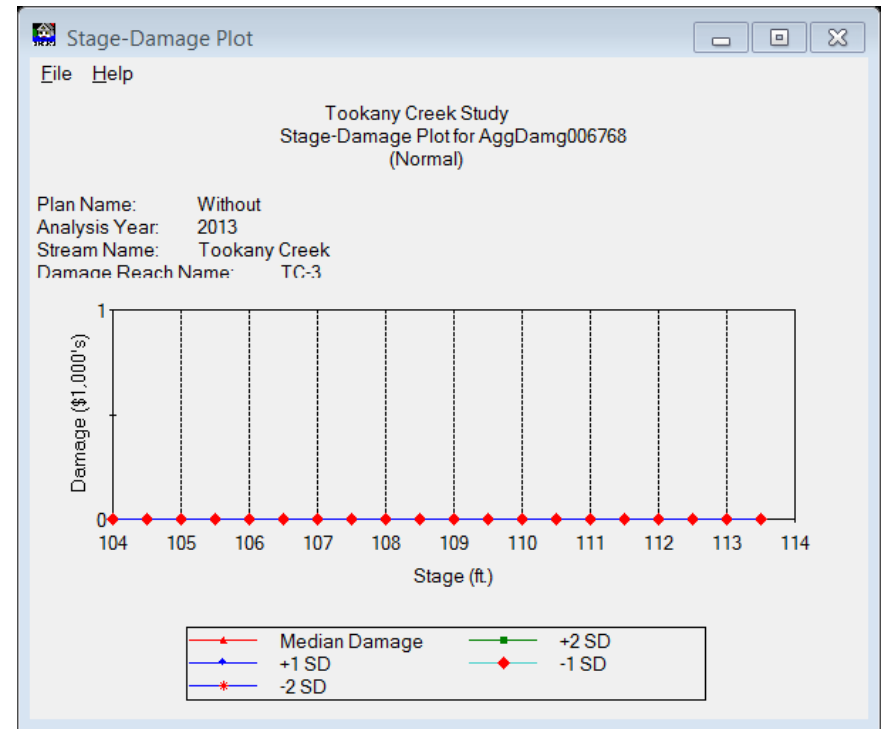 Stage-Damage Plot
File Help
Tookany Creek Study
Stage-Damage Plot for AggDamg006768
(Normal)
Plan Name: Without
Analysis Year: 2013
Stream Name: Tookany Creek
Damage Reach Name: TC-3
1
Damage ($1,000's)
0
104 105 106 107 108 109 110 111 112 113 114
Stage (ft.)
Median Damage +2 SD
+1 SD -1 SD
-2 SD